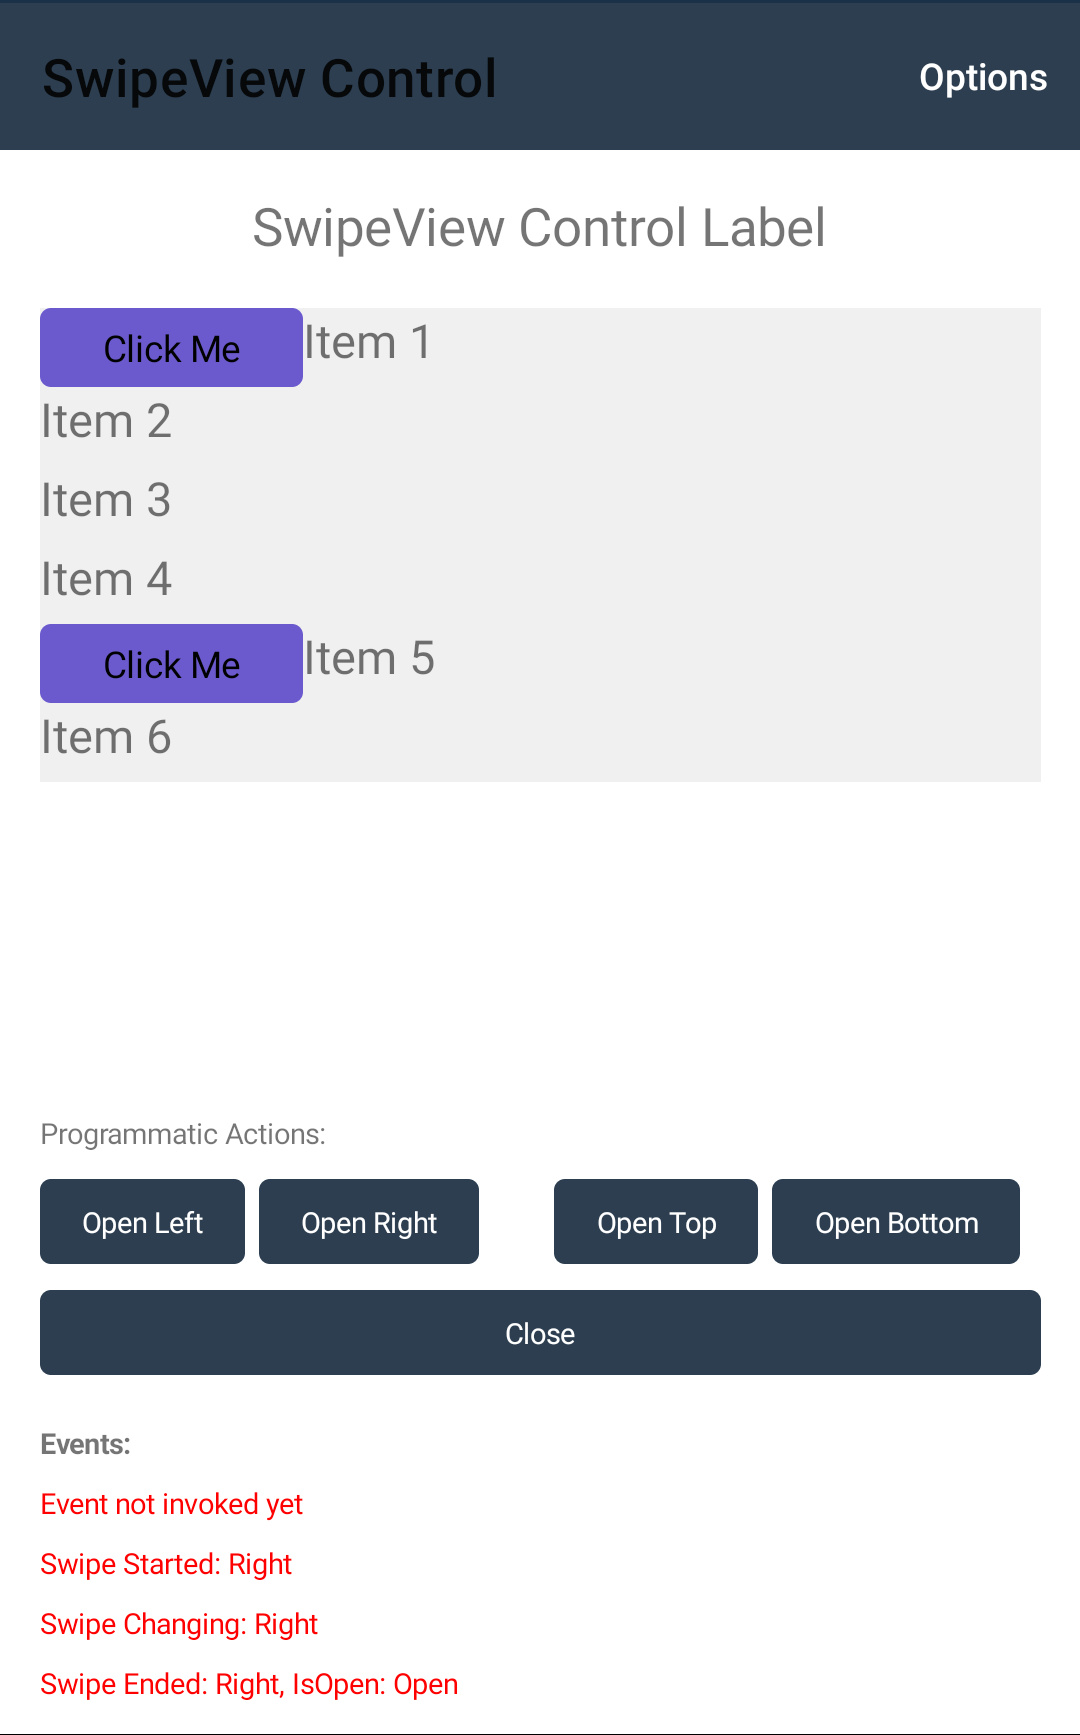 SwipeView Control Options
SwipeView Control Label
Click Me Item 1
Item 2
Item 3
Item 4
Click Me Item 5
Item 6
Programmatic Actions:
Open Left Open Right Open Top Open Bottom
Close
Events:
Event not invoked yet
Swipe Started: Right
Swipe Changing: Right
Swipe Ended: Right, IsOpen: Open